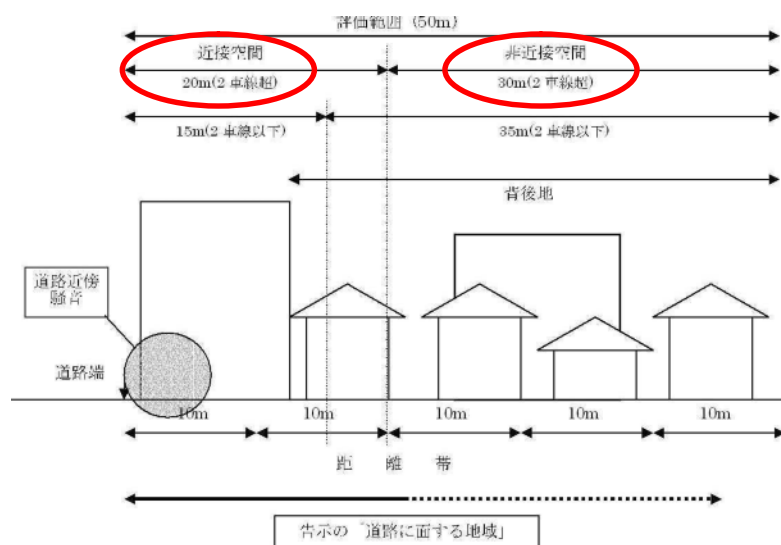 評価範囲（50m）
近接空間
非近接空間
20m(2 車線超)
30m(2 車線超)
15m(2 車線以下)
35m(2 車線以下)
背後地
道路近傍
騒音
道路端
10m
10m
10m
10m
10m
距 離 帯
告示の「道路に面する地域」